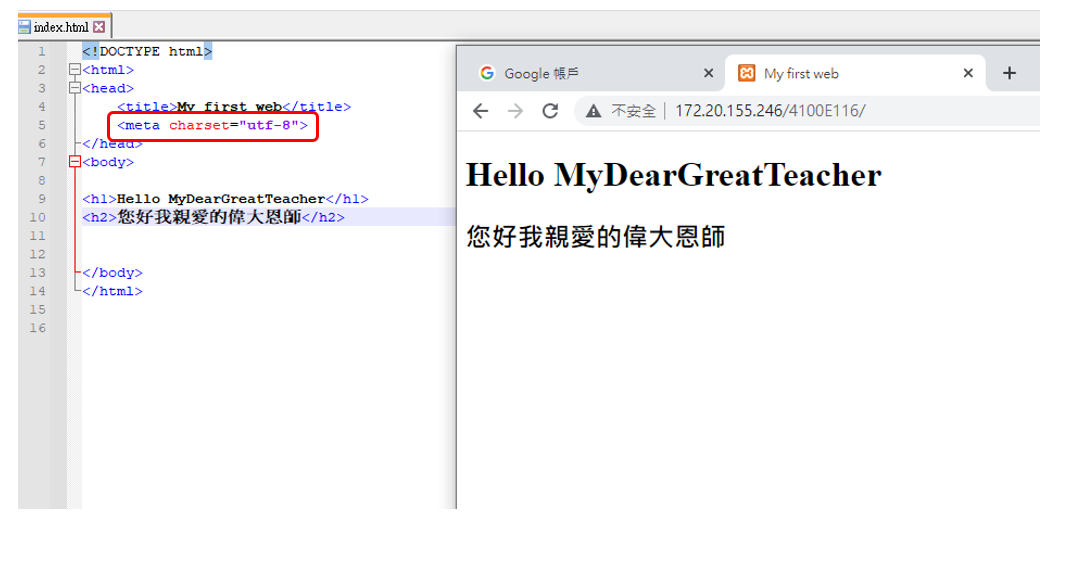 index.html
1 <!DOCTYPE html>
2 <html>
3 <head>
4 <title>My first web</title>
5 <meta charset="utf-8">
6 </head>
7 <body>
8
9 <h1>Hello MyDearGreatTeacher</h1>
10 <h2>您好我親愛的偉大恩師</h2>
11
12
13 </body>
14 </html>
15
16
Google 帳戶
My first web
不安全 172.20.155.246/4100E116/
Hello MyDearGreatTeacher
您好我親愛的偉大恩師